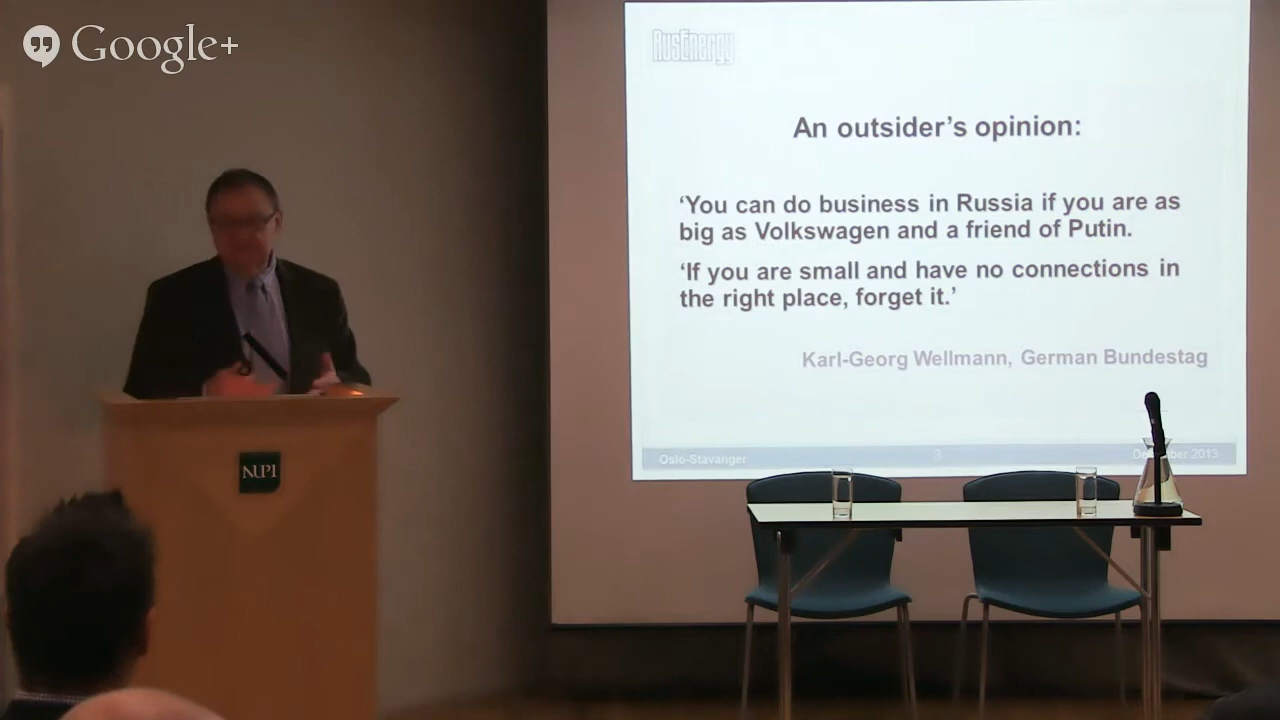 Google+
RusEnergy
An outsider's opinion:
'You can do business in Russia if you are as
big as Volkswagen and a friend of Putin.
'If you are small and have no connections in
the right place, forget it.'
Karl-Georg Wellmann, German Bundestag
Oslo-Stavanger
3
2013
NUPI